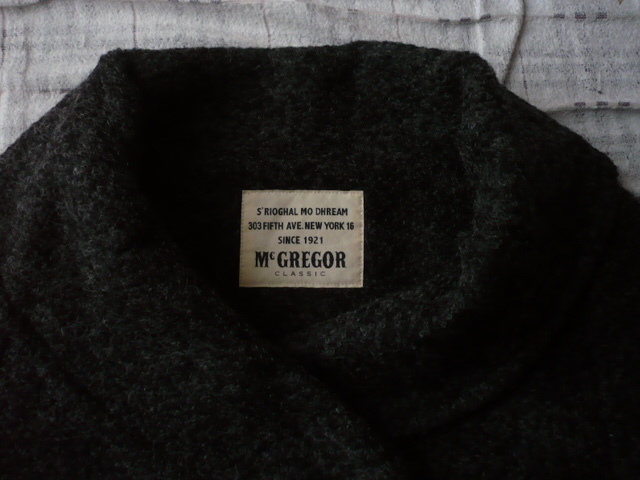 S'RIOGHAL MO DHREAM
303 FIFTH AVE. NEW YORK 16
SINCE 1921
McGREGOR
CLASSIC